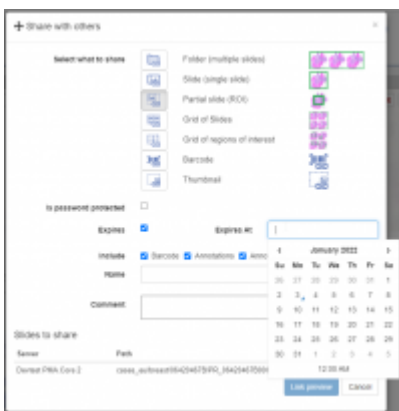 Share with others ×
Select what to share
Folder (multiple slides)
Slide (single slide)
Partial slide (ROI)
Grid of Slides
Grid of regions of interest
Barcode
Thumbnail
Is password protected
Expires
Expires At:
Include Barcode Annotations
Name
Comment
‹ January 2022 ›
Su Mo Tu We Th Fr Sa
26 27 28 29 30 31 1
2 3 4 5 6 7 8
9 10 11 12 13 14 15
16 17 18 19 20 21 22
23 24 25 26 27 28 29
30 31 1 2 3 4 5
12:00 AM
Slides to share
Server Path
PMA.Core 2
Link preview Cancel